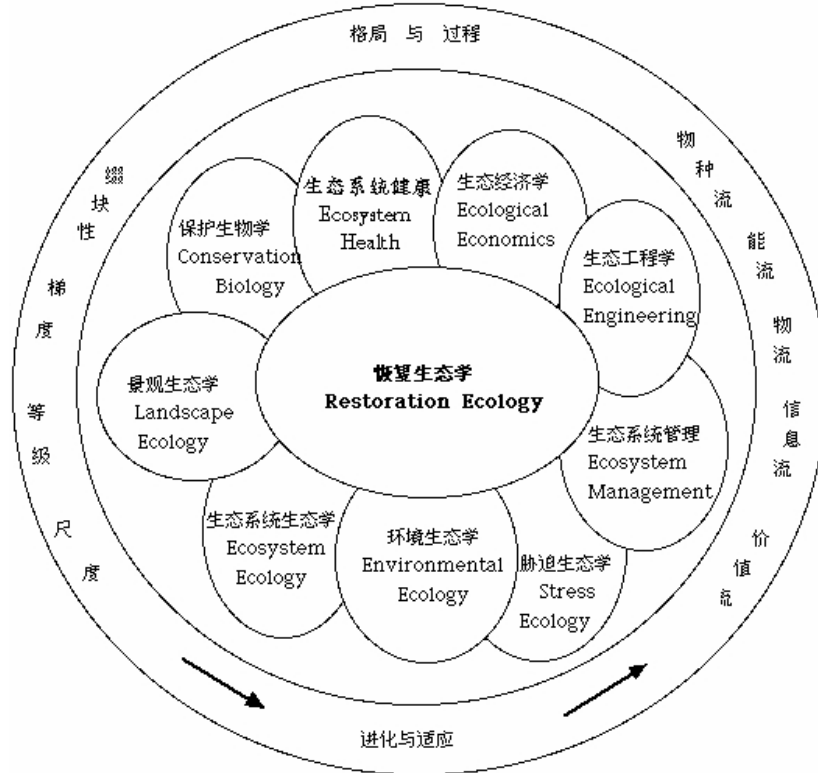 格局 与 过程
缀块性
梯度
等级
尺度
物种流
能流
物流
信息流
价值流
进化与适应
生态系统健康
Ecosystem
Health
生态经济学
Ecological
Economics
保护生物学
Conservation
Biology
生态工程学
Ecological
Engineering
景观生态学
Landscape
Ecology
恢复生态学
Restoration Ecology
生态系统管理
Ecosystem
Management
生态系统生态学
Ecosystem
Ecology
环境生态学
Environmental
Ecology
胁迫生态学
Stress
Ecology